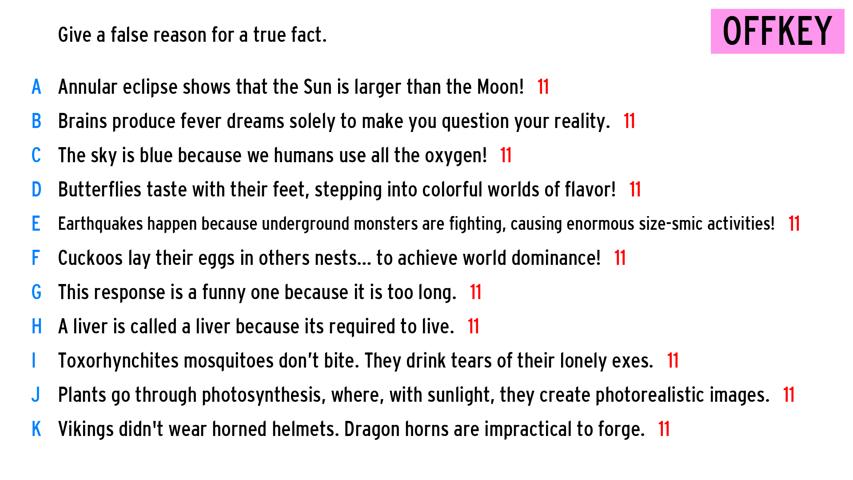 Give a false reason for a true fact.
OFFKEY
A Annular eclipse shows that the Sun is larger than the Moon! 11
B Brains produce fever dreams solely to make you question your reality. 11
C The sky is blue because we humans use all the oxygen! 11
D Butterflies taste with their feet, stepping into colorful worlds of flavor! 11
E Earthquakes happen because underground monsters are fighting, causing enormous size-smic activities! 11
F Cuckoos lay their eggs in others nests... to achieve world dominance! 11
G This response is a funny one because it is too long. 11
H A liver is called a liver because its required to live. 11
I Toxorhynchites mosquitoes don’t bite. They drink tears of their lonely exes. 11
J Plants go through photosynthesis, where, with sunlight, they create photorealistic images. 11
K Vikings didn't wear horned helmets. Dragon horns are impractical to forge. 11